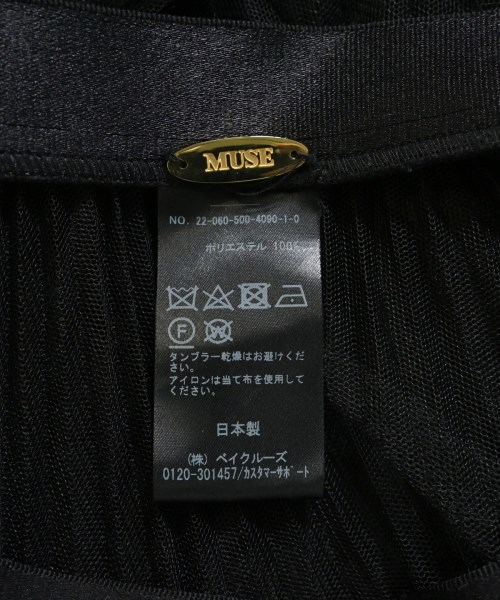 MUSE
NO. 22-060-500-4090-1-0
ポリエステル 100%
F
タンブラー乾燥はお避けくだ
さい。
アイロンは当て布を使用して
ください。
日本製
(株) ベイクルーズ
0120-301457/カスタマーサポート